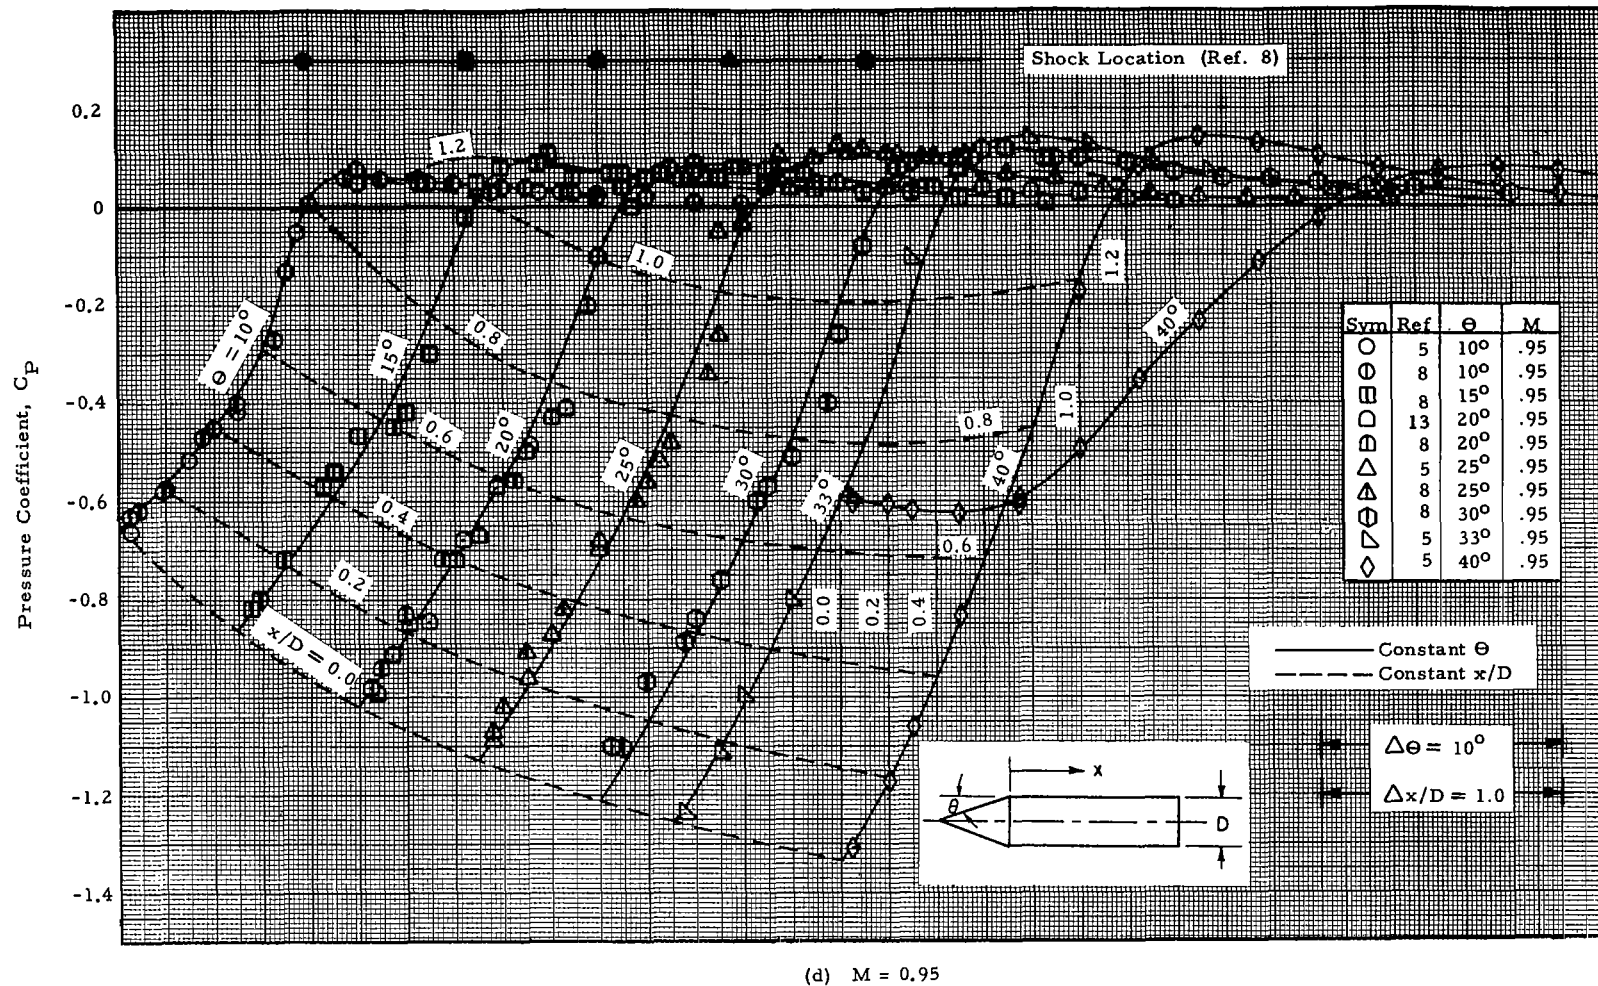 Shock Location (Ref. 8)
0.2
0
-0.2
-0.4
-0.6
-0.8
-1.0
-1.2
-1.4
Pressure Coefficient, Cp
1.2
1.0
0.8
0.6
0.4
0.2
x/D = 0.0
Θ = 10°
15°
20°
25°
30°
33°
40°
40°
1.2
1.0
0.8
0.6
0.0
0.2
0.4
Sym Ref Θ M
5 10° .95
8 10° .95
8 15° .95
13 20° .95
8 20° .95
5 25° .95
8 25° .95
8 30° .95
5 33° .95
5 40° .95
Constant Θ
Constant x/D
ΔΘ = 10°
Δx/D = 1.0
x
θ
D
(d) M = 0.95